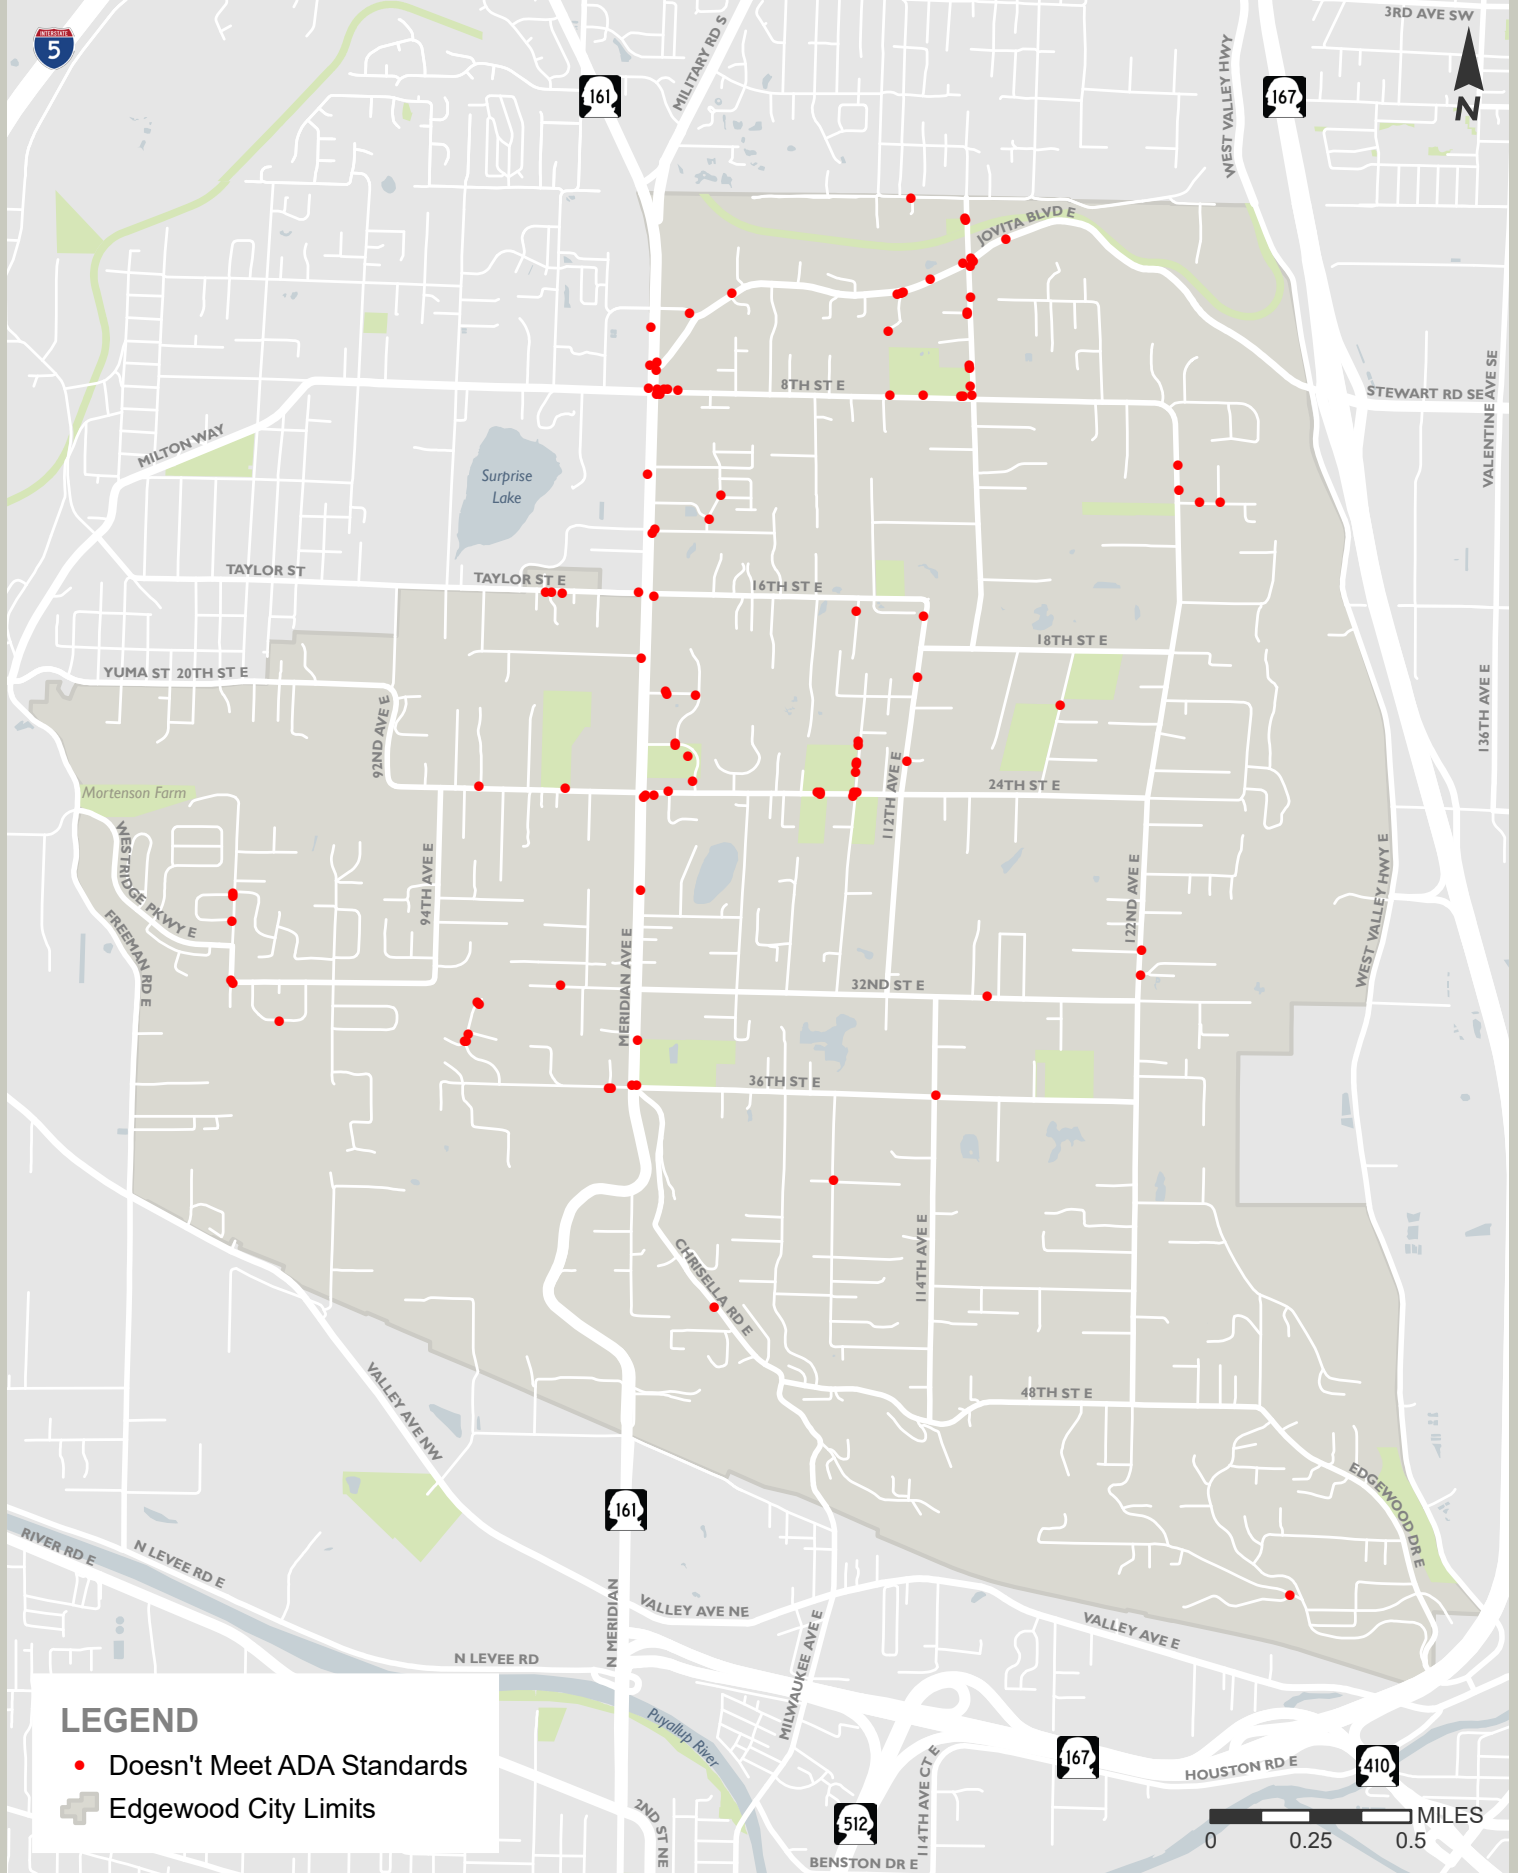 3RD AVE SW
INTERSTATE
5
161
MILITARY RD S
WEST VALLEY HWY
167
N
JOVITA BLVD E
8TH ST E
STEWART RD SE
VALENTINE AVE SE
MILTON WAY
Surprise
Lake
TAYLOR ST
TAYLOR ST E
16TH ST E
18TH ST E
YUMA ST
20TH ST E
92ND AVE E
136TH AVE E
Mortenson Farm
24TH ST E
112TH AVE E
WESTRIDGE PKWY E
94TH AVE E
122ND AVE E
WEST VALLEY HWY E
FREEMAN RD E
MERIDIAN AVE E
32ND ST E
36TH ST E
114TH AVE E
CHRISELLA RD E
VALLEY AVE NW
48TH ST E
EDGEWOOD DR E
161
RIVER RD E
N LEVEE RD E
N MERIDIAN
VALLEY AVE NE
MILWAUKEE AVE E
VALLEY AVE E
N LEVEE RD
Puyallup River
167
HOUSTON RD E
410
114TH AVE CT E
512
2ND ST NE
BENSTON DR E
LEGEND
Doesn't Meet ADA Standards
Edgewood City Limits
MILES
0 0.25 0.5